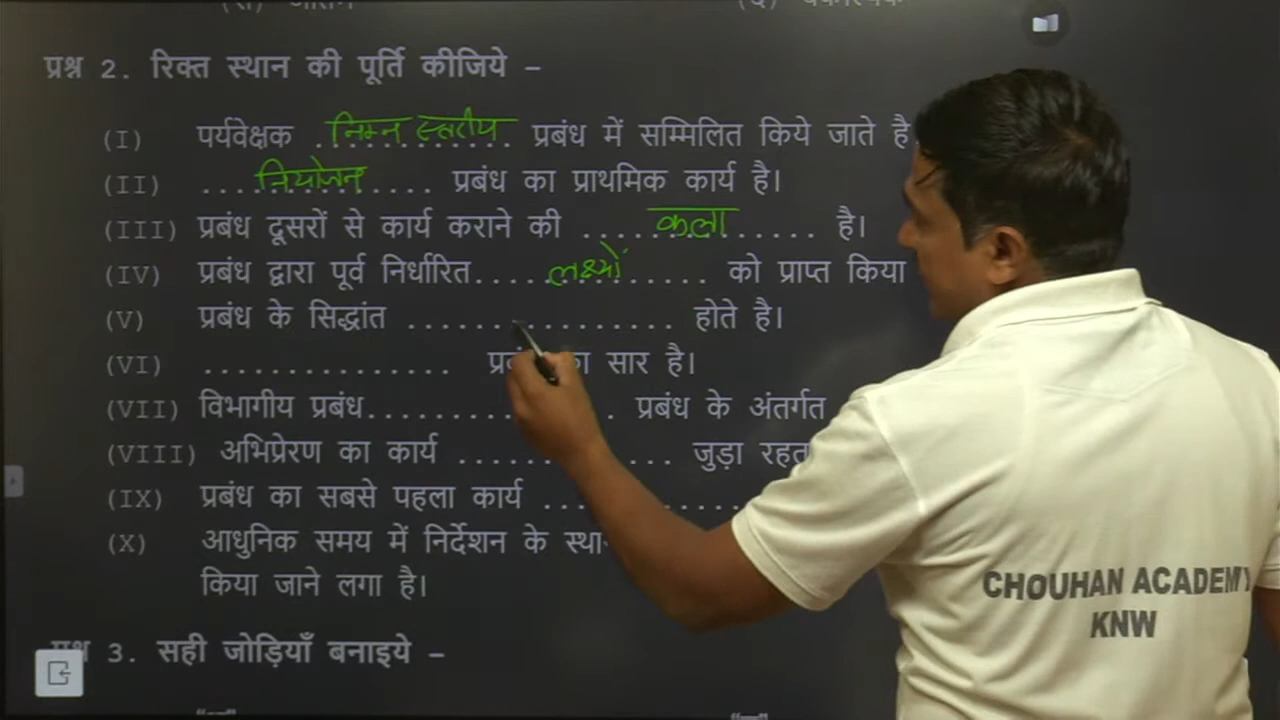 प्रश्न 2. रिक्त स्थान की पूर्ति कीजिये –
(I) पर्यवेक्षक ..निम्न स्तरीय.. प्रबंध में सम्मिलित किये जाते है
(II) ....नियोजन.... प्रबंध का प्राथमिक कार्य है।
(III) प्रबंध दूसरों से कार्य कराने की ....कला.... है।
(IV) प्रबंध द्वारा पूर्व निर्धारित....लक्ष्यों.... को प्राप्त किया
(V) प्रबंध के सिद्धांत ............... होते है।
(VI) ............... का सार है।
(VII) विभागीय प्रबंध............ प्रबंध के अंतर्गत
(VIII) अभिप्रेरण का कार्य ............ जुड़ा
(IX) प्रबंध का सबसे पहला कार्य ............
(X) आधुनिक समय में निर्देशन के
किया जाने लगा है।
3. सही जोड़ियाँ बनाइये –
CHOUHAN ACADEMY
KNW